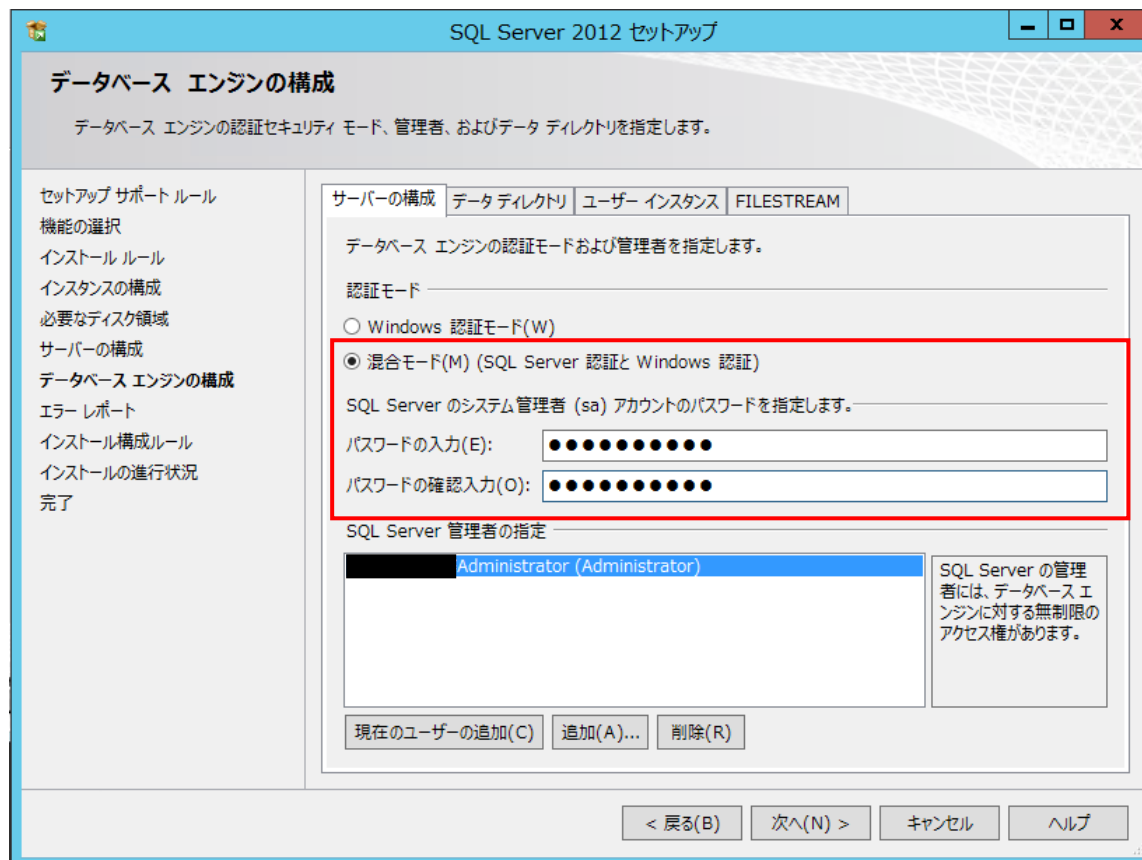 SQL Server 2012 セットアップ
データベース エンジンの構成
データベース エンジンの認証セキュリティ モード、管理者、およびデータ ディレクトリを指定します。
セットアップ サポート ルール
機能の選択
インストール ルール
インスタンスの構成
必要なディスク領域
サーバーの構成
データベース エンジンの構成
エラー レポート
インストール構成ルール
インストールの進行状況
完了
サーバーの構成 データ ディレクトリ ユーザー インスタンス FILESTREAM
データベース エンジンの認証モードおよび管理者を指定します。
認証モード
Windows 認証モード(W)
混合モード(M) (SQL Server 認証と Windows 認証)
SQL Server のシステム管理者 (sa) アカウントのパスワードを指定します。
パスワードの入力(E): ●●●●●●●●●●
パスワードの確認入力(O): ●●●●●●●●●●
SQL Server 管理者の指定
Administrator (Administrator)
SQL Server の管理
者には、データベース エ
ンジンに対する無制限の
アクセス権があります。
現在のユーザーの追加(C) 追加(A)... 削除(R)
< 戻る(B) 次へ(N) > キャンセル ヘルプ